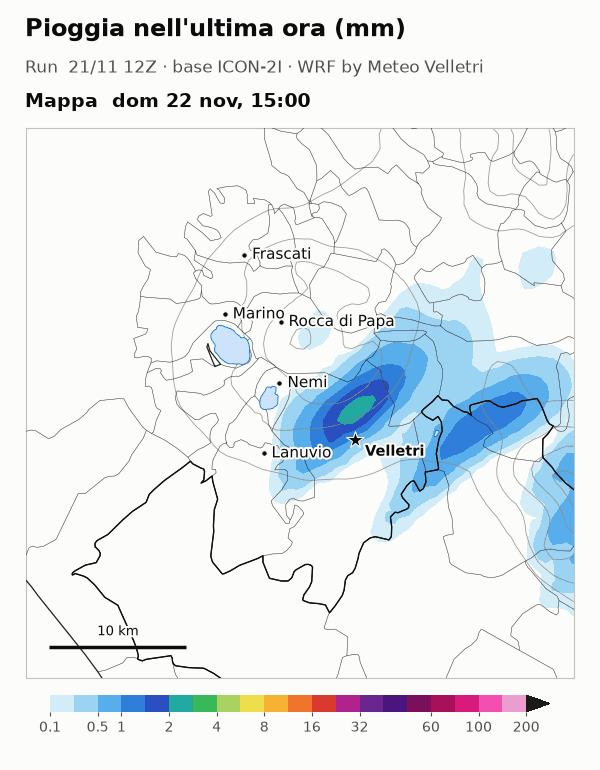 Pioggia nell'ultima ora (mm)
Run  21/11 12Z · base ICON-2I · WRF by Meteo Velletri
Mappa  dom 22 nov, 15:00
Frascati
Marino
Rocca di Papa
Nemi
Lanuvio
Velletri
10 km
0.1 0.5 1 2 4 8 16 32 60 100 200